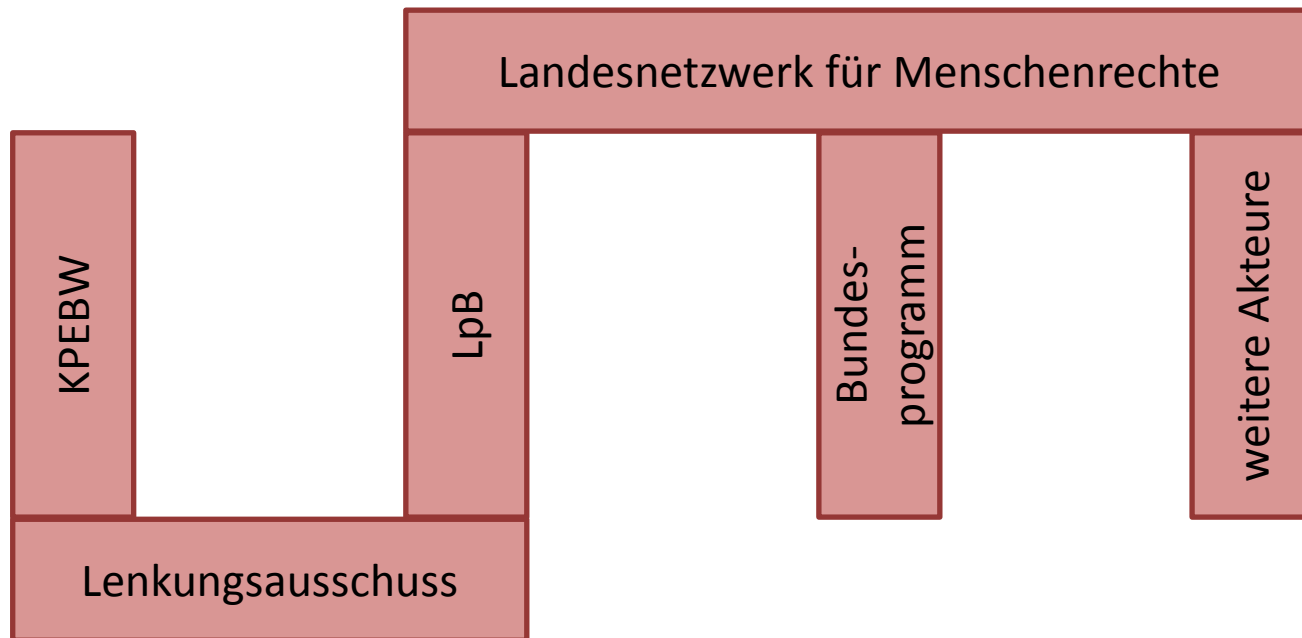 Landesnetzwerk für Menschenrechte
KPEBW
LpB
Bundes-
programm
weitere Akteure
Lenkungsausschuss